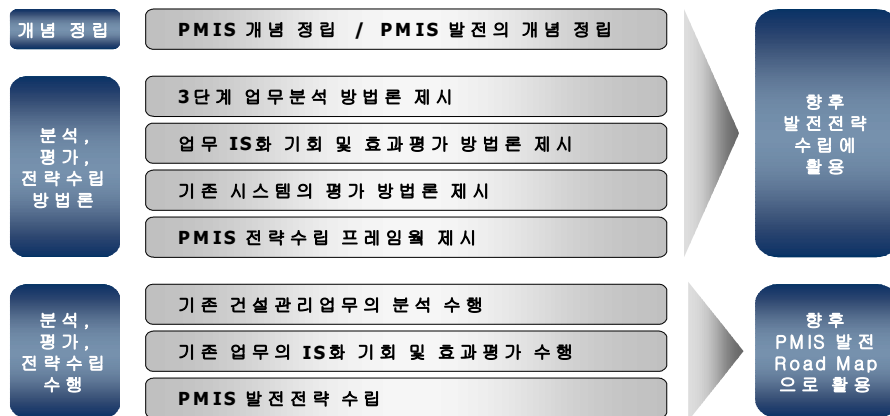 개념 정립
PMIS 개념 정립 / PMIS 발전의 개념 정립
분석,
평가,
전략수립
방법론
3단계 업무분석 방법론 제시
업무 IS화 기회 및 효과평가 방법론 제시
기존 시스템의 평가 방법론 제시
PMIS 전략수립 프레임웍 제시
향후
발전전략
수립에
활용
분석,
평가,
전략수립
수행
기존 건설관리업무의 분석 수행
기존 업무의 IS화 기회 및 효과평가 수행
PMIS 발전전략 수립
향후
PMIS 발전
Road Map
으로 활용